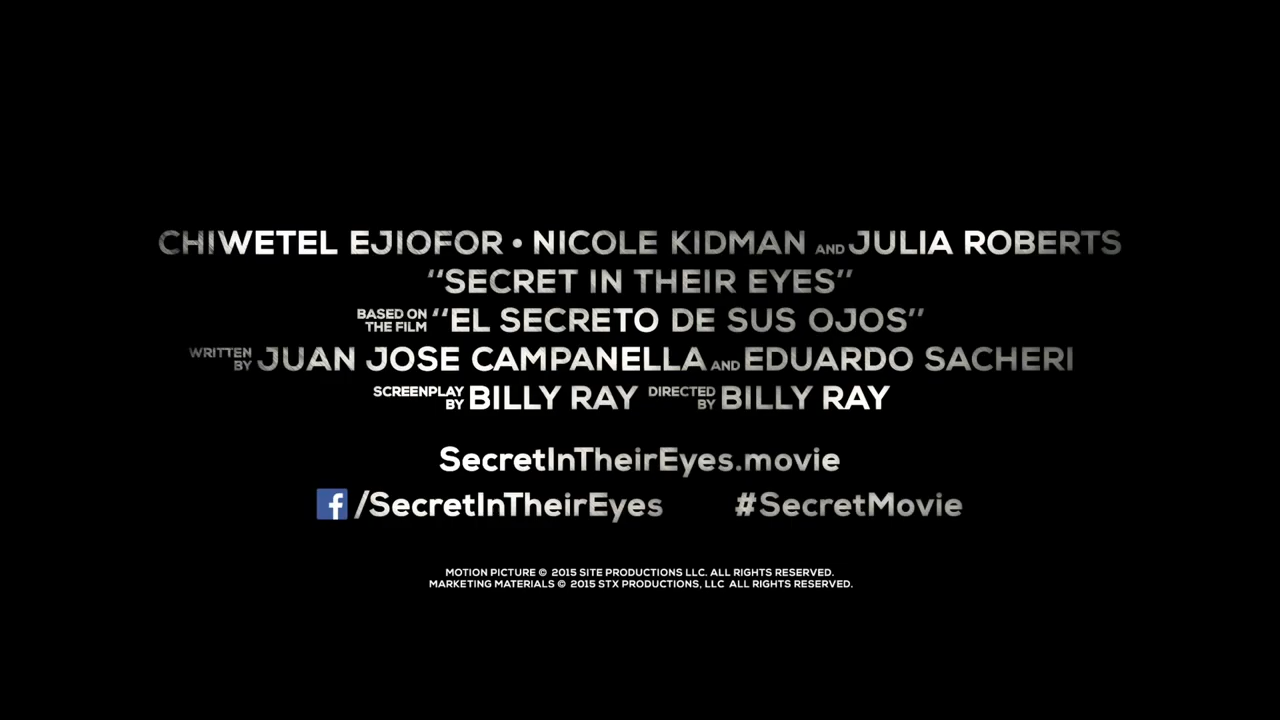 CHIWETEL EJIOFOR • NICOLE KIDMAN AND JULIA ROBERTS
‘‘SECRET IN THEIR EYES’’
BASED ON THE FILM ‘‘EL SECRETO DE SUS OJOS’’
WRITTEN BY JUAN JOSE CAMPANELLA AND EDUARDO SACHERI
SCREENPLAY BY BILLY RAY DIRECTED BY BILLY RAY
SecretInTheirEyes.movie
f /SecretInTheirEyes #SecretMovie
MOTION PICTURE © 2015 SITE PRODUCTIONS LLC. ALL RIGHTS RESERVED.
MARKETING MATERIALS © 2015 STX PRODUCTIONS, LLC ALL RIGHTS RESERVED.